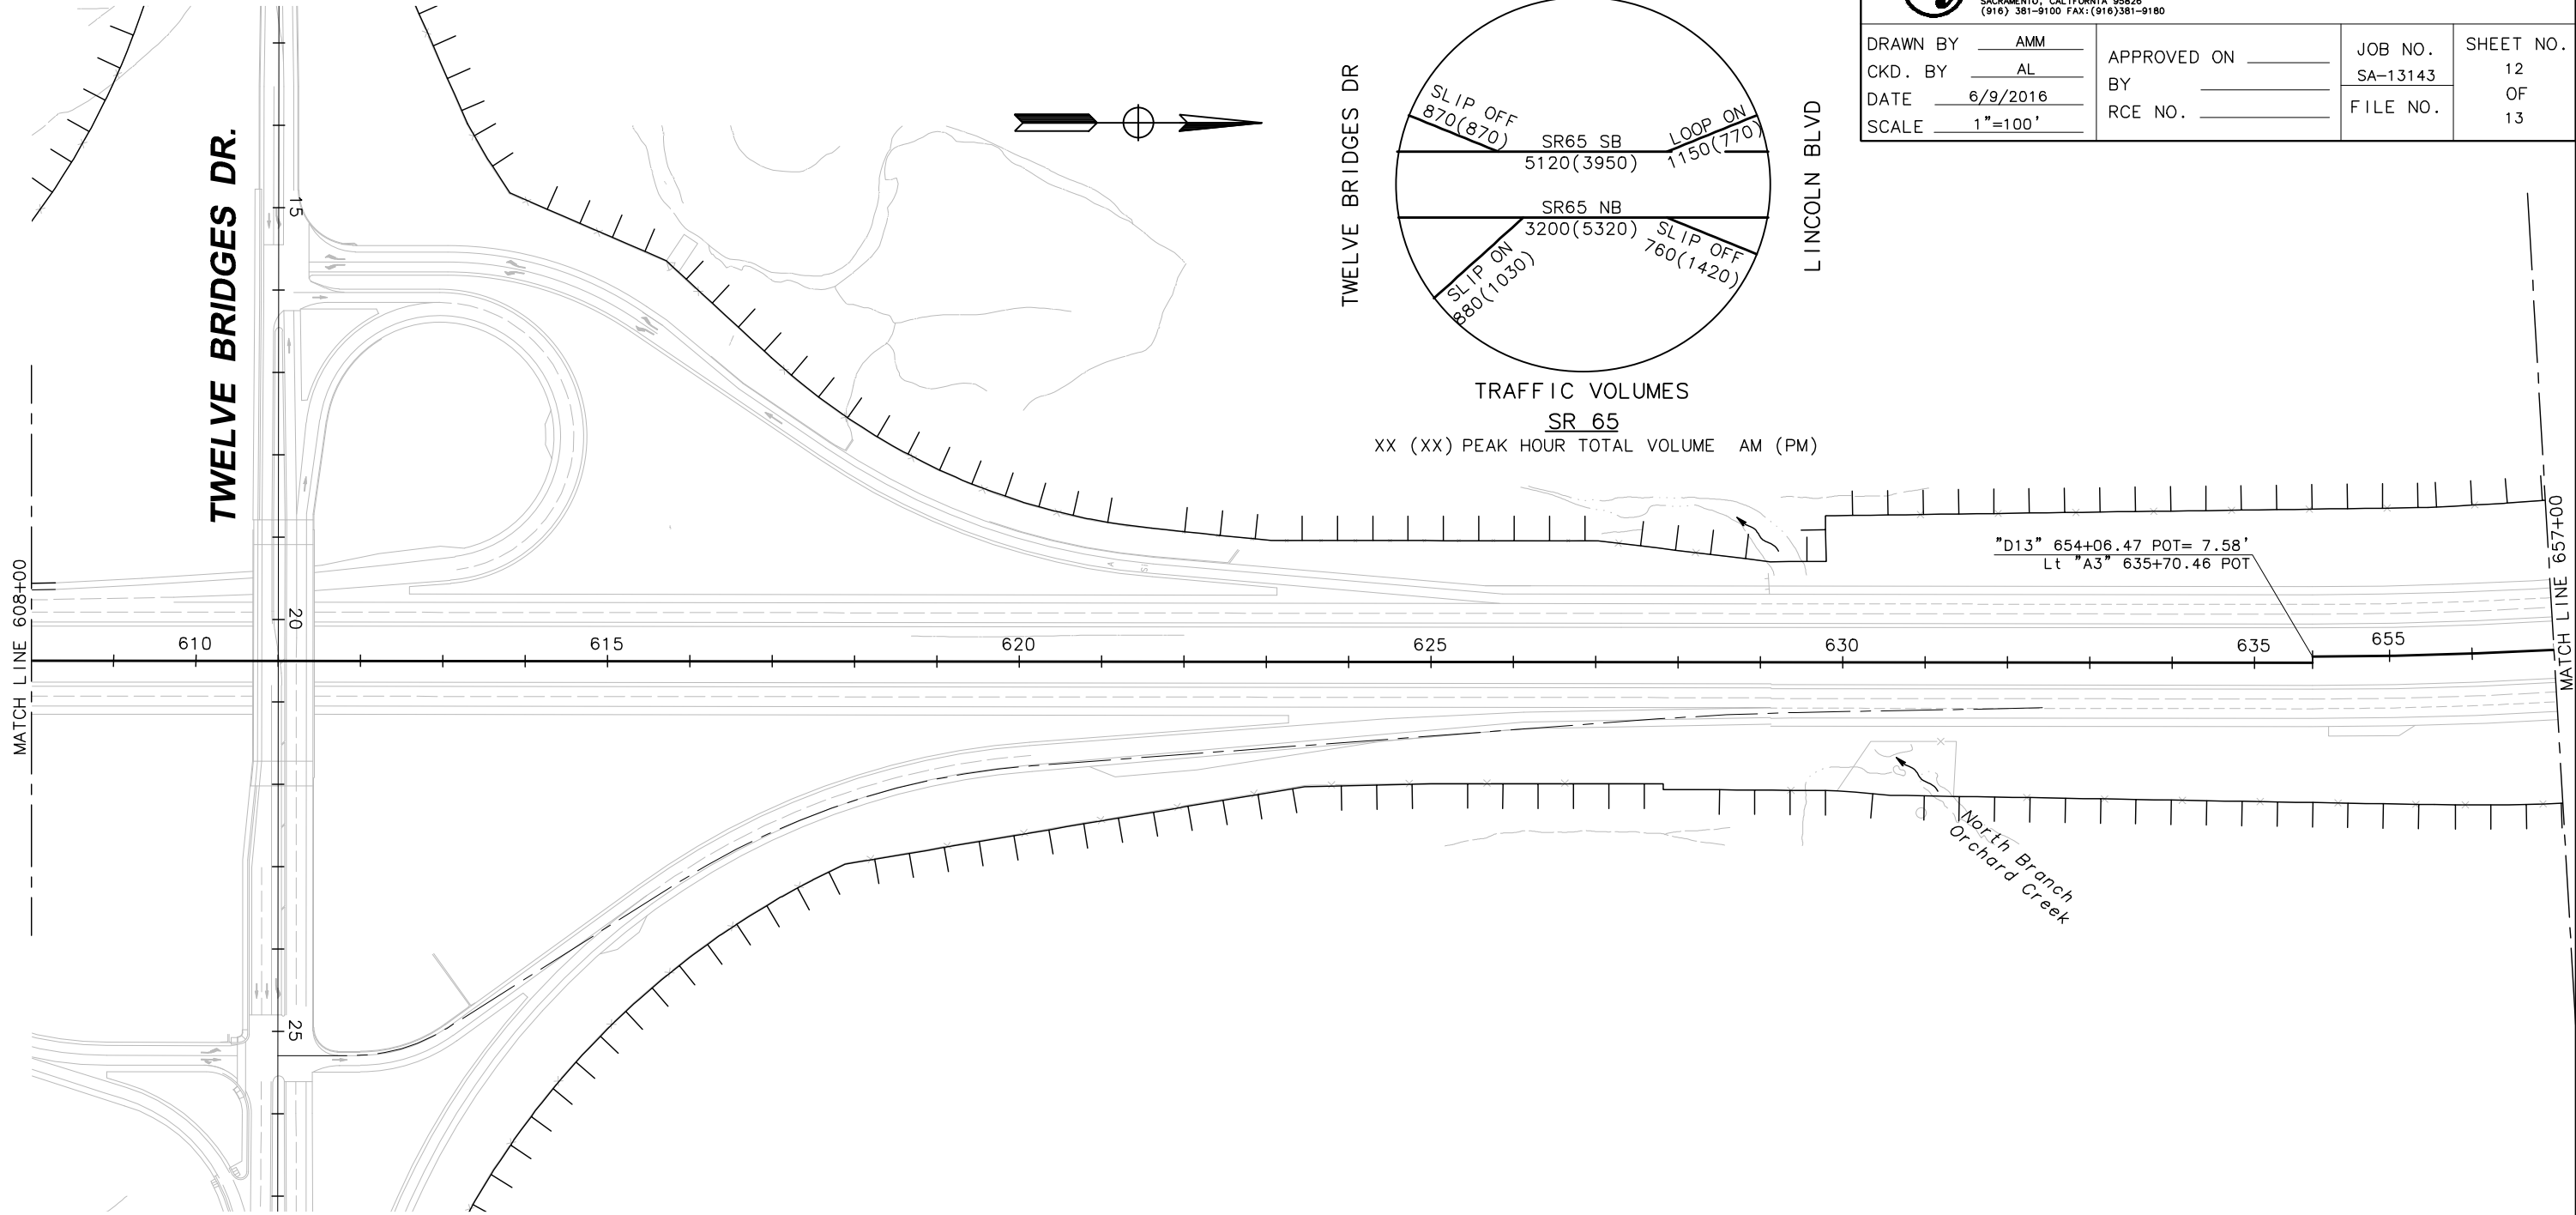 SACRAMENTO, CALIFORNIA 95826
(916) 381-9100 FAX:(916)381-9180
DRAWN BY AMM
CKD. BY AL
DATE 6/9/2016
SCALE 1"=100'
APPROVED ON
BY
RCE NO.
JOB NO.
SA-13143
FILE NO.
SHEET NO.
12
OF
13
TWELVE BRIDGES DR
SLIP OFF
870(870)
SR65 SB
5120(3950)
LOOP ON
1150(770)
SR65 NB
3200(5320)
SLIP ON
880(1030)
SLIP OFF
760(1420)
LINCOLN BLVD
TRAFFIC VOLUMES
SR 65
XX (XX) PEAK HOUR TOTAL VOLUME AM (PM)
TWELVE BRIDGES DR.
15
20
25
MATCH LINE 608+00
610
615
620
625
630
635
655
"D13" 654+06.47 POT= 7.58'
Lt "A3" 635+70.46 POT
MATCH LINE 657+00
North Branch
Orchard Creek